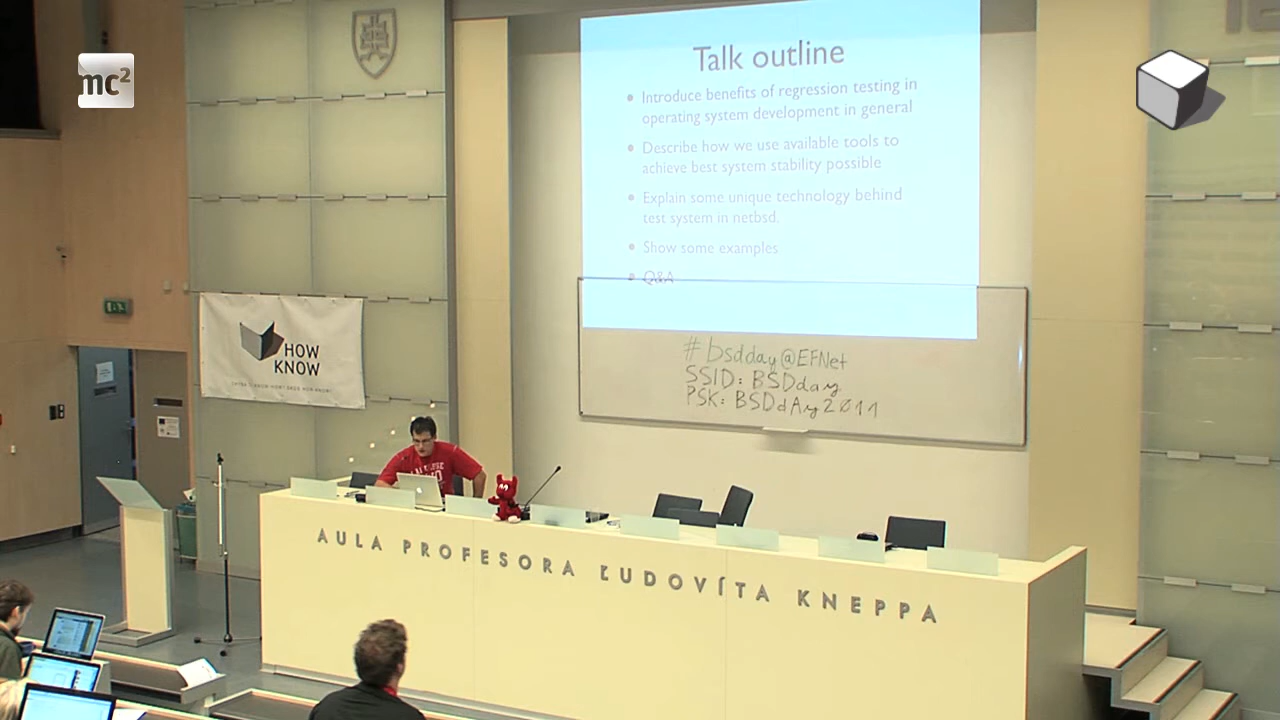 mc²
Talk outline
• Introduce benefits of regression testing in
operating system development in general
• Describe how we use available tools to
achieve best system stability possible
• Explain some unique technology behind
test system in netbsd.
• Show some examples
• Q&A
#bsdday@EFNet
SSID: BSDday
PSK: BSDdAy2011
HOW
KNOW
AULA PROFESORA ĽUDOVÍTA KNEPPA